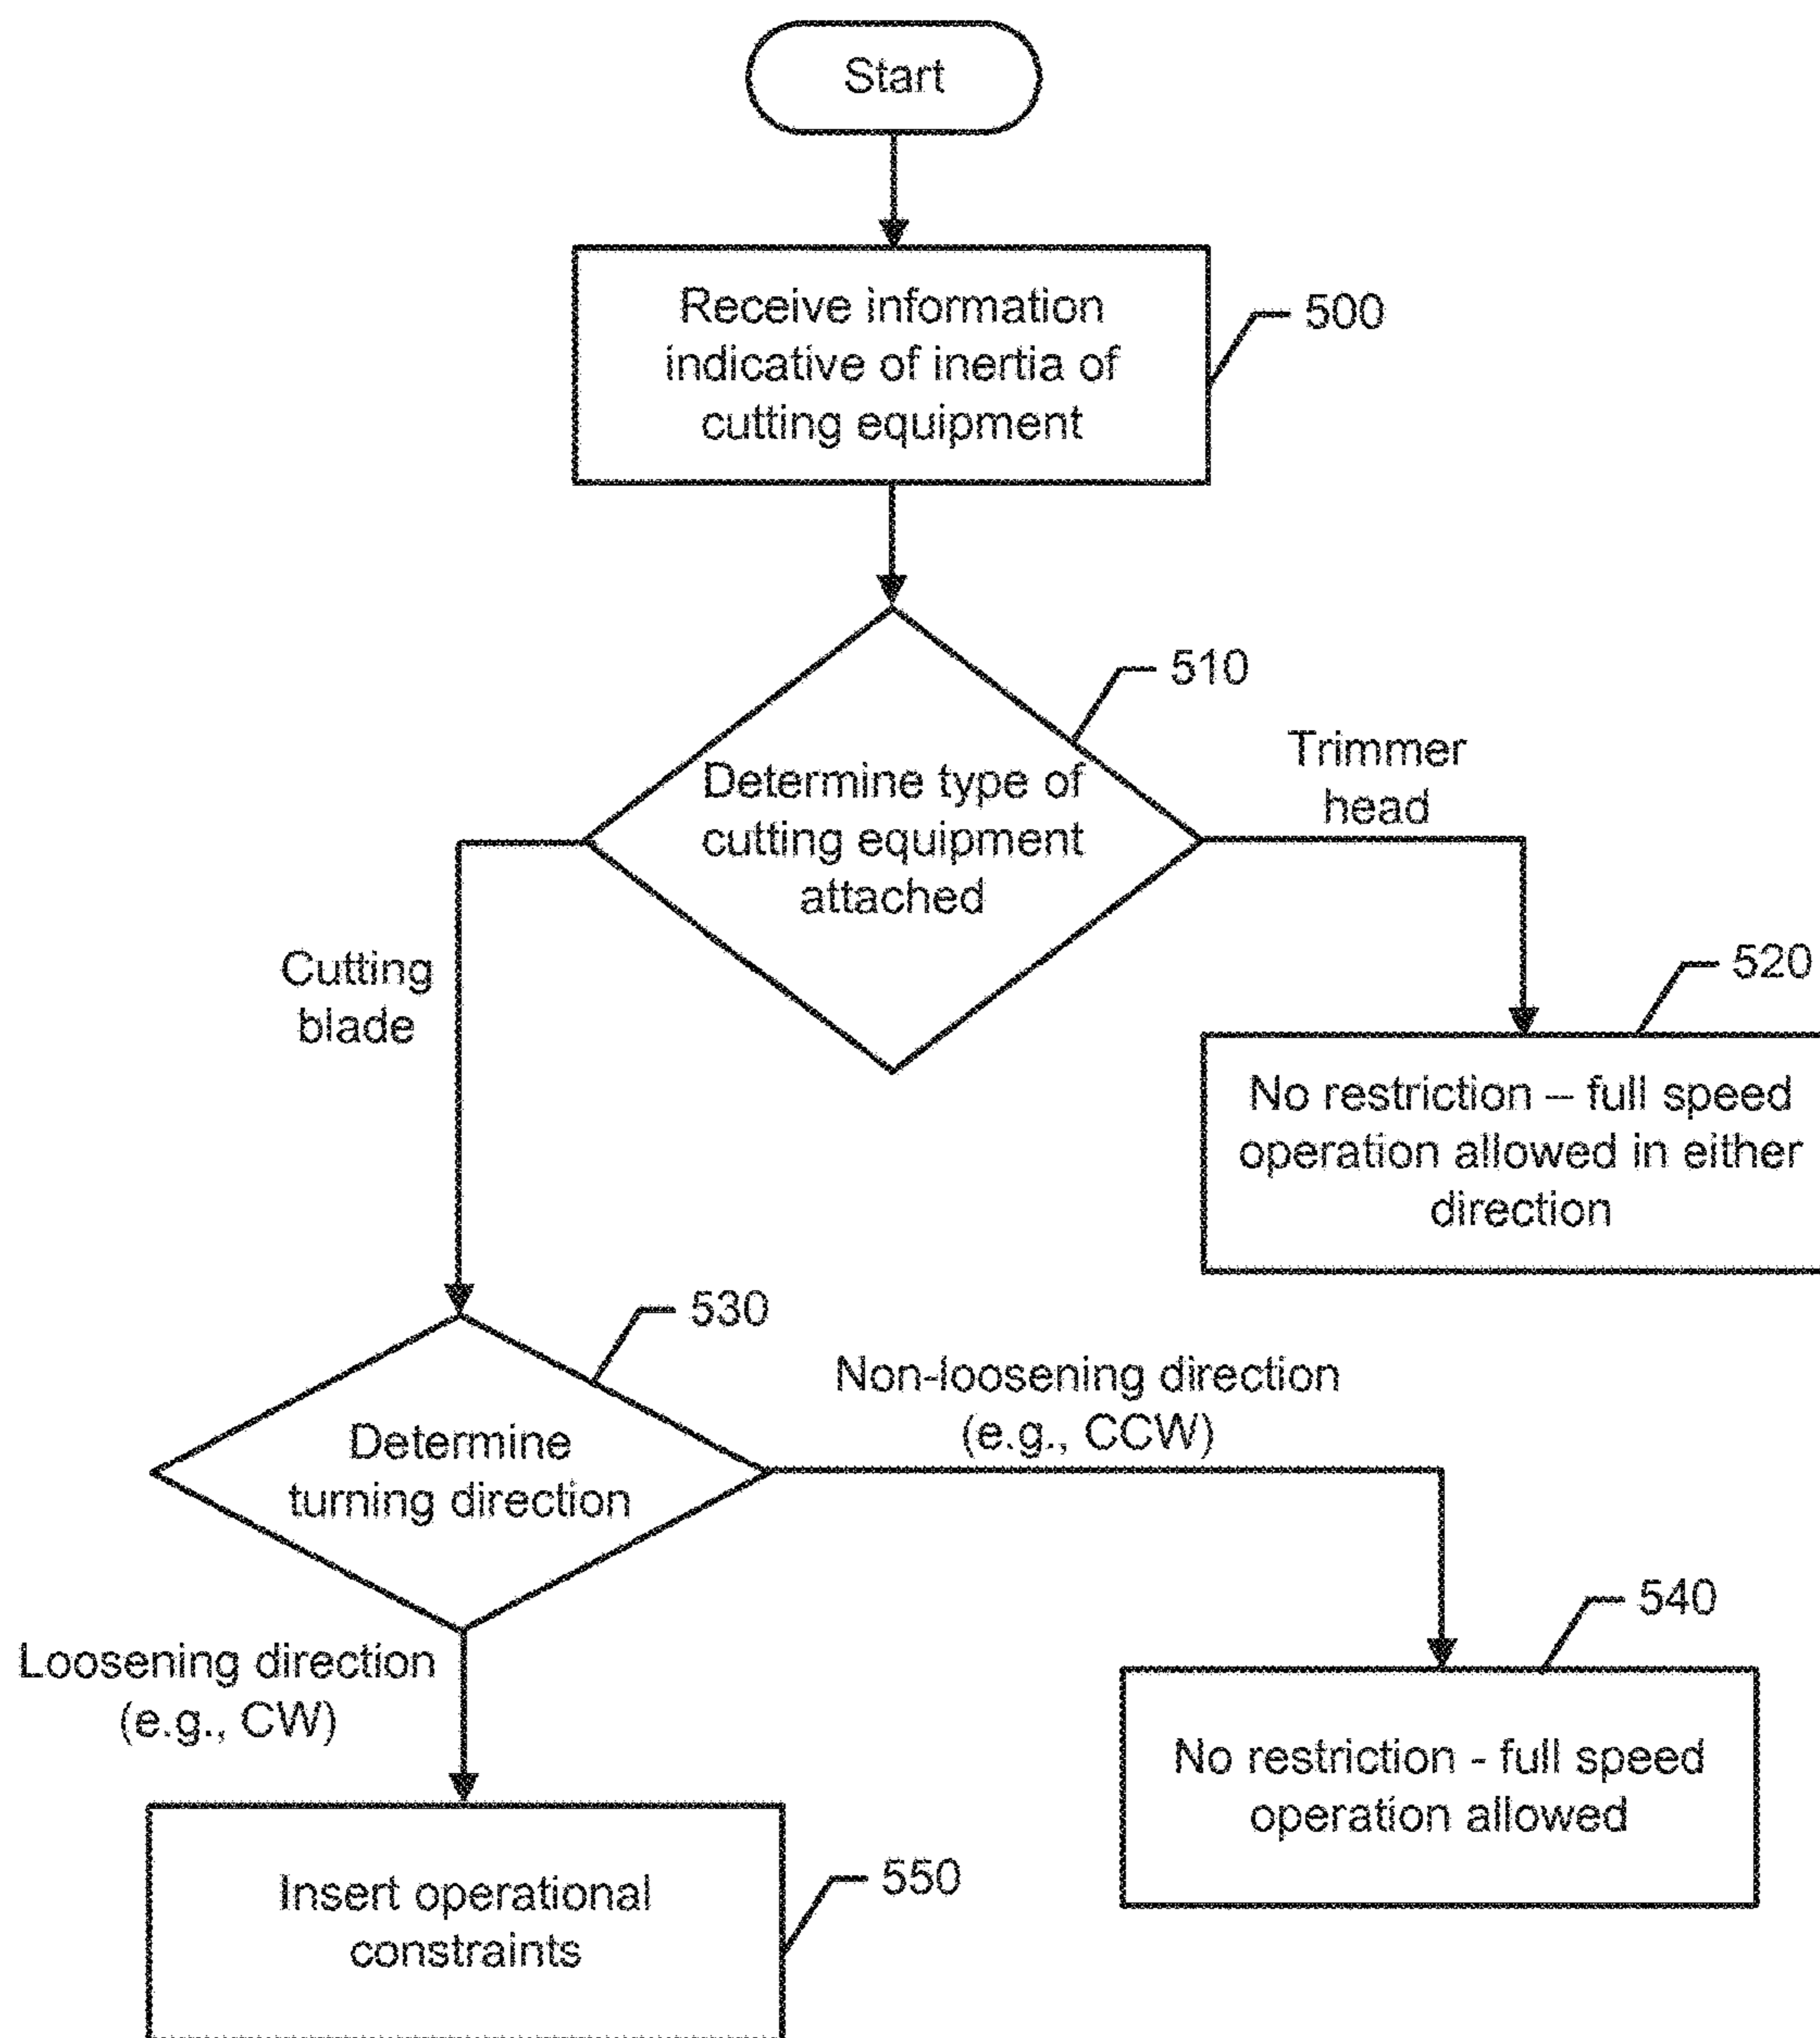 Start
Receive information
indicative of inertia of
cutting equipment
500
510
Determine type of
cutting equipment
attached
Trimmer
head
Cutting
blade
520
No restriction – full speed
operation allowed in either
direction
530
Determine
turning direction
Non-loosening direction
(e.g., CCW)
540
Loosening direction
(e.g., CW)
No restriction - full speed
operation allowed
550
Insert operational
constraints